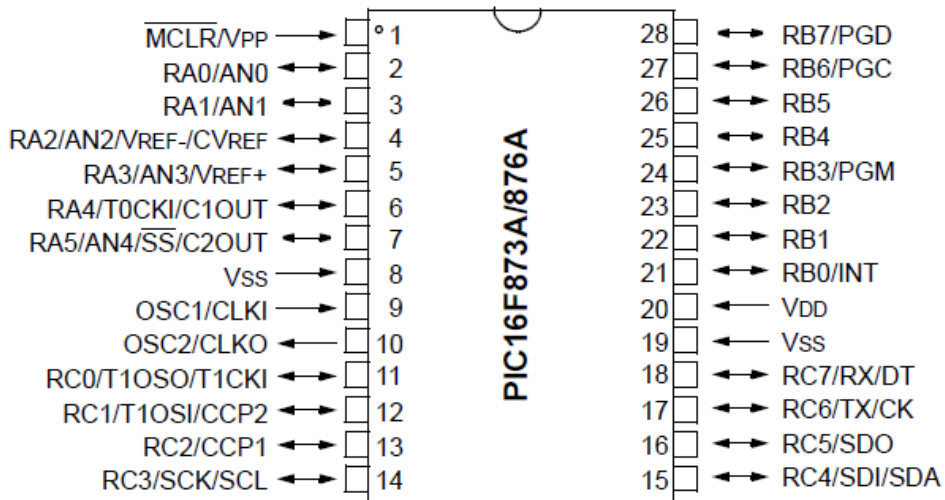 MCLR/VPP 1 28 RB7/PGD
RA0/AN0 2 27 RB6/PGC
RA1/AN1 3 26 RB5
RA2/AN2/VREF-/CVREF 4 25 RB4
RA3/AN3/VREF+ 5 24 RB3/PGM
RA4/T0CKI/C1OUT 6 23 RB2
RA5/AN4/SS/C2OUT 7 22 RB1
VSS 8 21 RB0/INT
OSC1/CLKI 9 20 VDD
OSC2/CLKO 10 19 VSS
RC0/T1OSO/T1CKI 11 18 RC7/RX/DT
RC1/T1OSI/CCP2 12 17 RC6/TX/CK
RC2/CCP1 13 16 RC5/SDO
RC3/SCK/SCL 14 15 RC4/SDI/SDA
PIC16F873A/876A